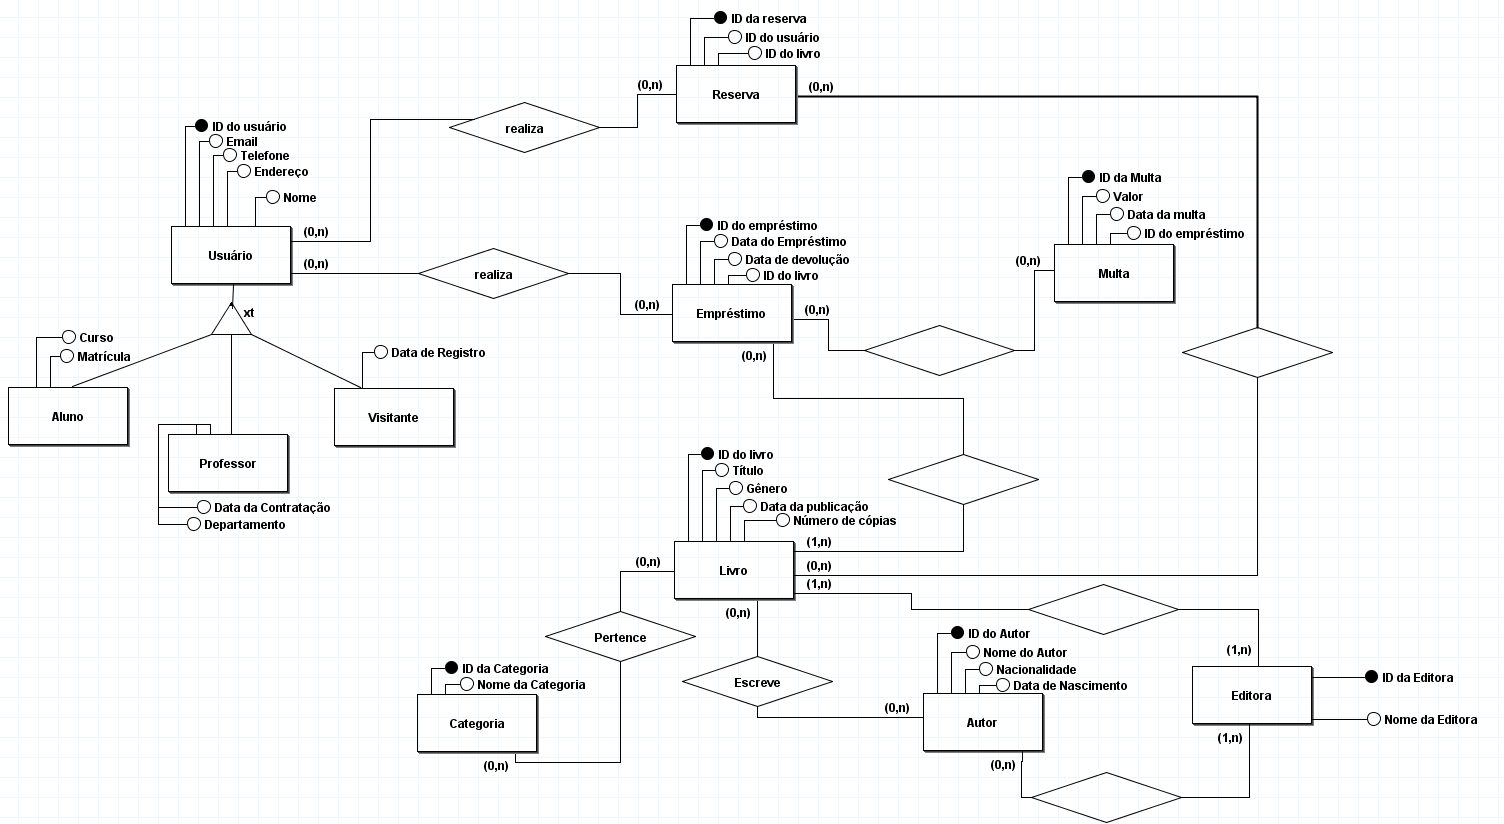 ID da reserva
ID do usuário
ID do livro
(0,n)
Reserva
(0,n)
realiza
ID do usuário
Email
Telefone
Endereço
Nome
(0,n)
Usuário
(0,n)
realiza
(0,n)
xt
Curso
Matrícula
Aluno
Data de Registro
Visitante
Professor
Data da Contratação
Departamento
ID do empréstimo
Data do Empréstimo
Data de devolução
ID do livro
Empréstimo
(0,n)
(0,n)
ID da Multa
Valor
Data da multa
ID do empréstimo
(0,n)
Multa
ID do livro
Título
Gênero
Data da publicação
Número de cópias
(1,n)
(0,n)
Livro
(0,n)
(1,n)
(0,n)
Pertence
ID da Categoria
Nome da Categoria
Categoria
(0,n)
Escreve
(0,n)
ID do Autor
Nome do Autor
Nacionalidade
Data de Nascimento
Autor
(0,n)
(1,n)
Editora
ID da Editora
Nome da Editora
(1,n)